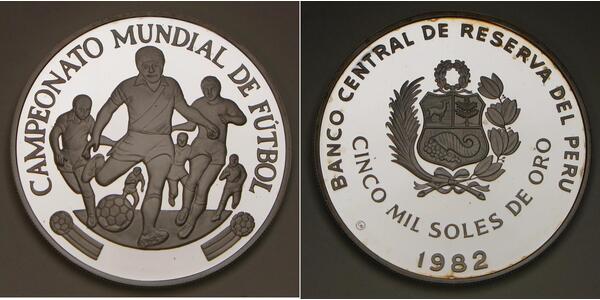 CAMPEONATO MUNDIAL DE FÚTBOL
BANCO CENTRAL DE RESERVA DEL PERU
CINCO MIL SOLES DE ORO
1982